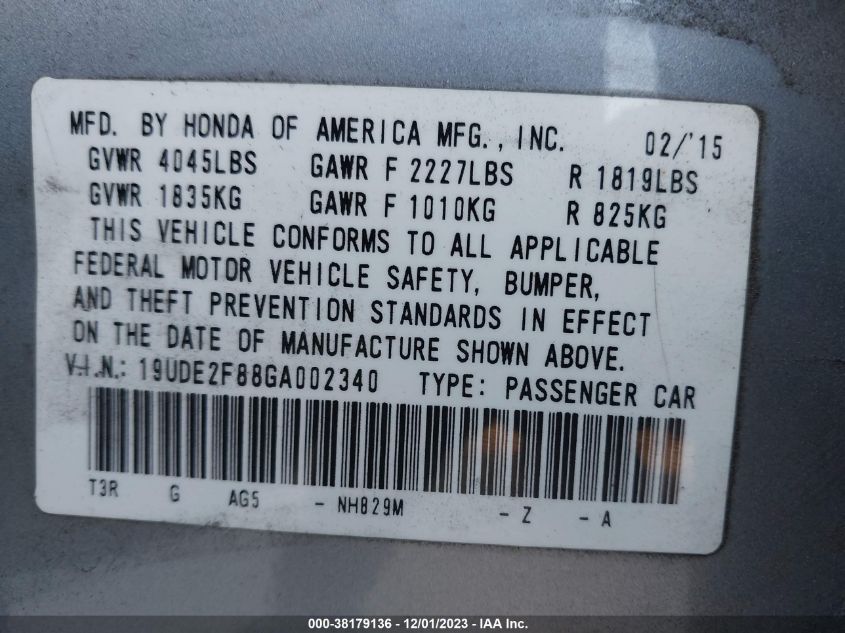 MFD. BY HONDA OF AMERICA MFG., INC. 02/'15
GVWR 4045LBS GAWR F 2227LBS R 1819LBS
GVWR 1835KG GAWR F 1010KG R 825KG
THIS VEHICLE CONFORMS TO ALL APPLICABLE
FEDERAL MOTOR VEHICLE SAFETY, BUMPER,
AND THEFT PREVENTION STANDARDS IN EFFECT
ON THE DATE OF MANUFACTURE SHOWN ABOVE.
V.I.N.: 19UDE2F88GA002340 TYPE: PASSENGER CAR
T3R G AG5 - NH829M - Z - A
000-38179136 - 12/01/2023 - IAA Inc.